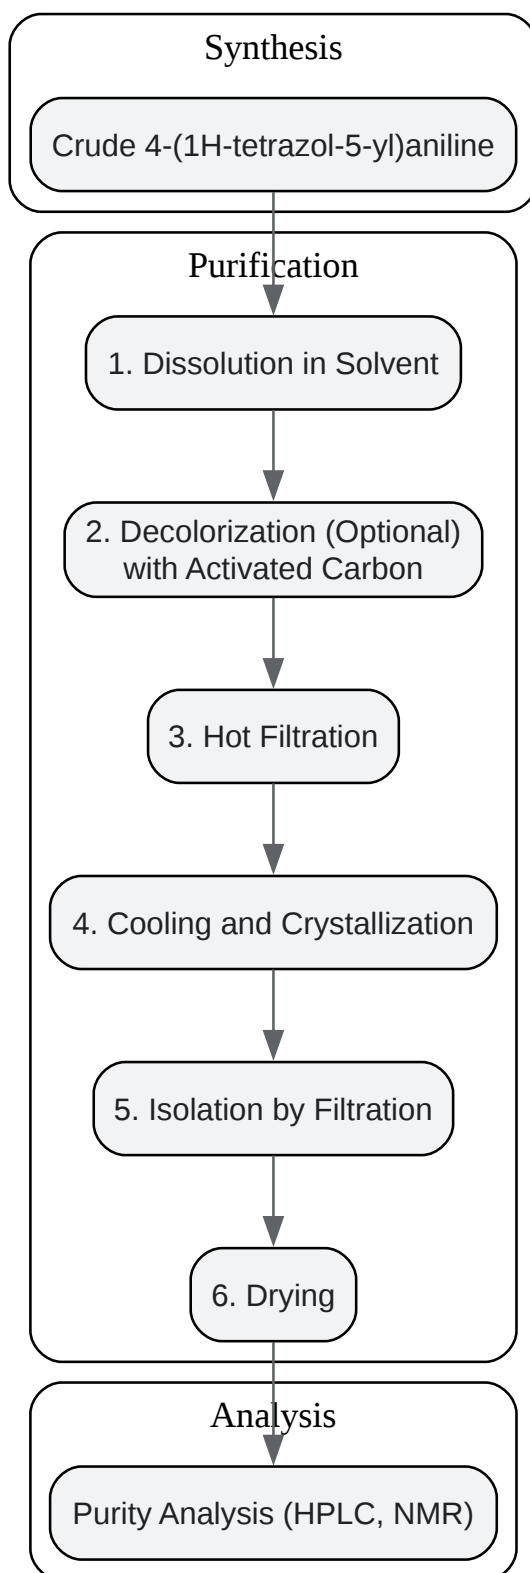 Synthesis
Crude 4-(1H-tetrazol-5-yl)aniline
Purification
1. Dissolution in Solvent
2. Decolorization (Optional)
with Activated Carbon
3. Hot Filtration
4. Cooling and Crystallization
5. Isolation by Filtration
6. Drying
Analysis
Purity Analysis (HPLC, NMR)